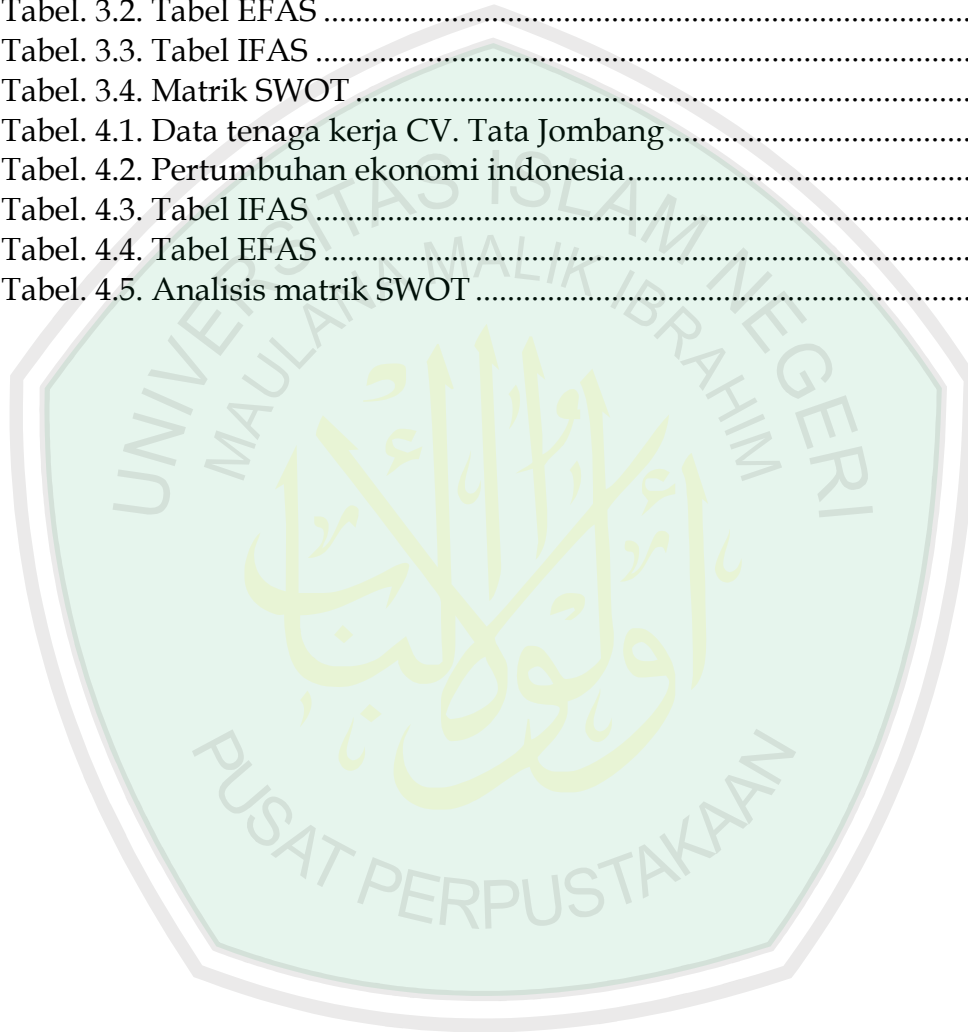 Tabel. 3.2. Tabel EFAS ........................................................................
Tabel. 3.3. Tabel IFAS ........................................................................
Tabel. 3.4. Matrik SWOT ........................................................................
Tabel. 4.1. Data tenaga kerja CV. Tata Jombang ........................................
Tabel. 4.2. Pertumbuhan ekonomi indonesia ........................................
Tabel. 4.3. Tabel IFAS ........................................................................
Tabel. 4.4. Tabel EFAS ........................................................................
Tabel. 4.5. Analisis matrik SWOT ........................................................
UNIVERSITAS ISLAM NEGERI
MAULANA MALIK IBRAHIM
PUSAT PERPUSTAKAAN